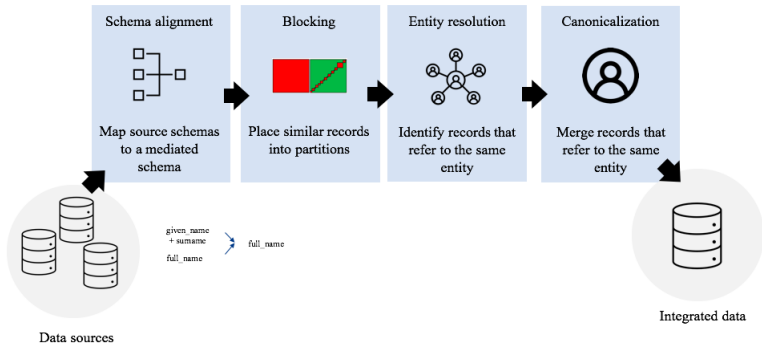 Schema alignment
Blocking
Entity resolution
Canonicalization
Map source schemas
to a mediated
schema
Place similar records
into partitions
Identify records that
refer to the same
entity
Merge records that
refer to the same
entity
given_name
+ surname
full_name
full_name
Data sources
Integrated data